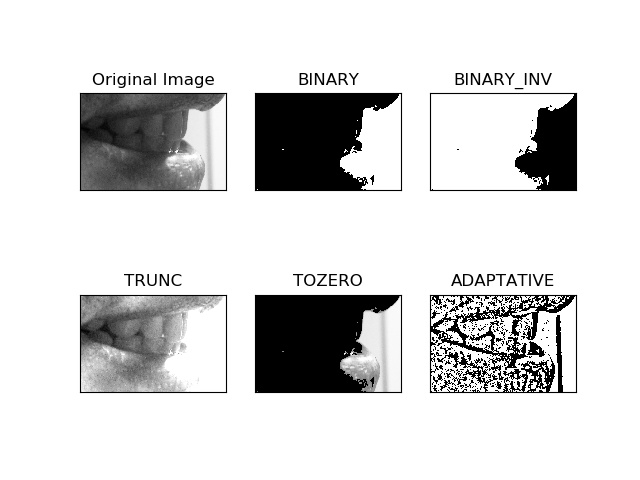 Original Image
BINARY
BINARY_INV
TRUNC
TOZERO
ADAPTATIVE